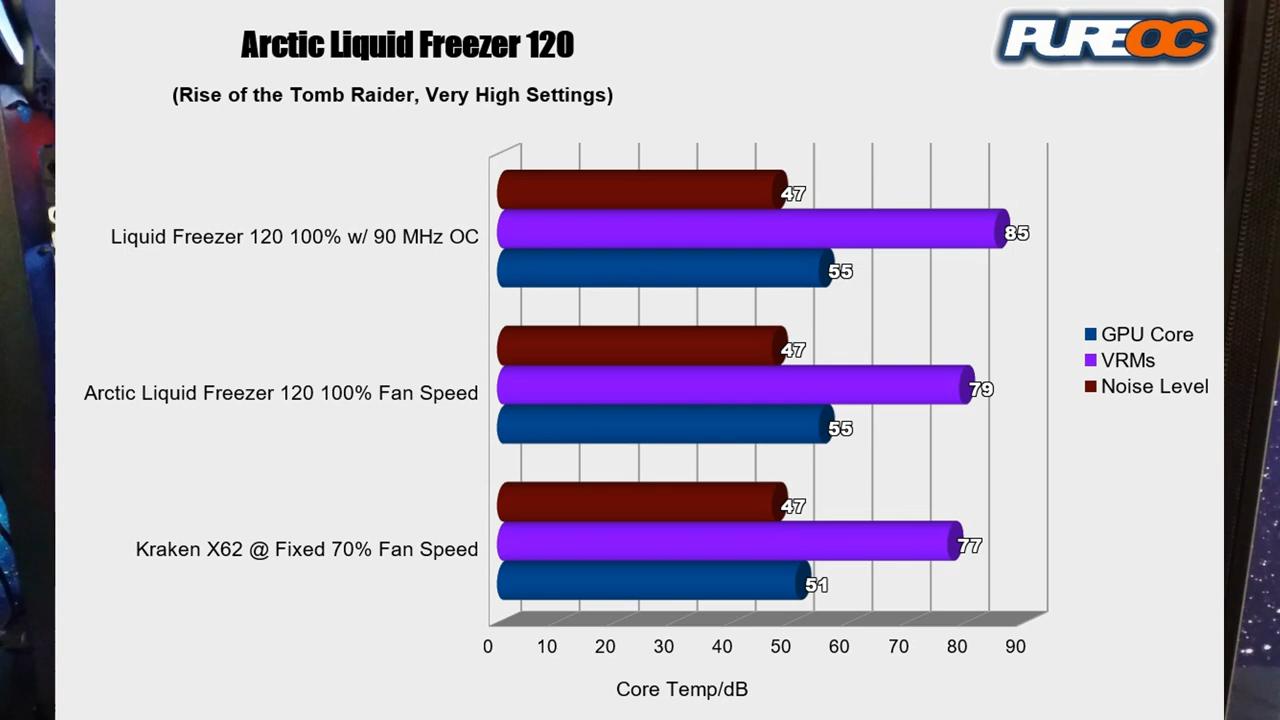 Arctic Liquid Freezer 120
PUREOC
(Rise of the Tomb Raider, Very High Settings)
47
Liquid Freezer 120 100% w/ 90 MHz OC
85
55
47
Arctic Liquid Freezer 120 100% Fan Speed
79
55
47
Kraken X62 @ Fixed 70% Fan Speed
77
51
GPU Core
VRMs
Noise Level
0 10 20 30 40 50 60 70 80 90
Core Temp/dB